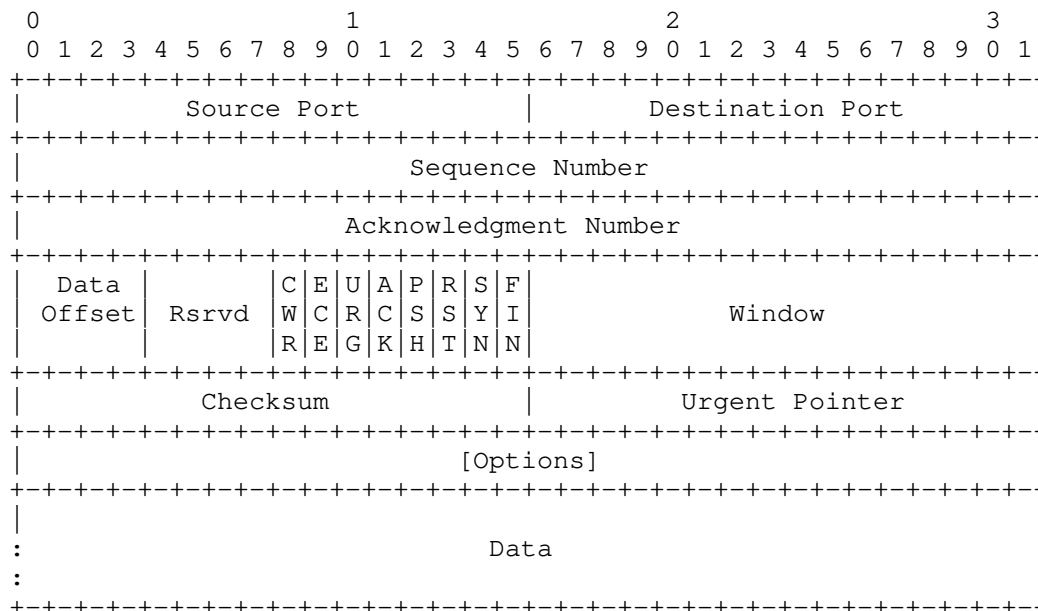 0                   1                   2                   3
 0 1 2 3 4 5 6 7 8 9 0 1 2 3 4 5 6 7 8 9 0 1 2 3 4 5 6 7 8 9 0 1
+-+-+-+-+-+-+-+-+-+-+-+-+-+-+-+-+-+-+-+-+-+-+-+-+-+-+-+-+-+-+-+-
|          Source Port          |       Destination Port
+-+-+-+-+-+-+-+-+-+-+-+-+-+-+-+-+-+-+-+-+-+-+-+-+-+-+-+-+-+-+-+-
|                        Sequence Number
+-+-+-+-+-+-+-+-+-+-+-+-+-+-+-+-+-+-+-+-+-+-+-+-+-+-+-+-+-+-+-+-
|                    Acknowledgment Number
+-+-+-+-+-+-+-+-+-+-+-+-+-+-+-+-+-+-+-+-+-+-+-+-+-+-+-+-+-+-+-+-
|  Data |       |C|E|U|A|P|R|S|F|
| Offset| Rsrvd |W|C|R|C|S|S|Y|I|            Window
|       |       |R|E|G|K|H|T|N|N|
+-+-+-+-+-+-+-+-+-+-+-+-+-+-+-+-+-+-+-+-+-+-+-+-+-+-+-+-+-+-+-+-
|           Checksum            |         Urgent Pointer
+-+-+-+-+-+-+-+-+-+-+-+-+-+-+-+-+-+-+-+-+-+-+-+-+-+-+-+-+-+-+-+-
|                           [Options]
+-+-+-+-+-+-+-+-+-+-+-+-+-+-+-+-+-+-+-+-+-+-+-+-+-+-+-+-+-+-+-+-
|
:                             Data
:
+-+-+-+-+-+-+-+-+-+-+-+-+-+-+-+-+-+-+-+-+-+-+-+-+-+-+-+-+-+-+-+-